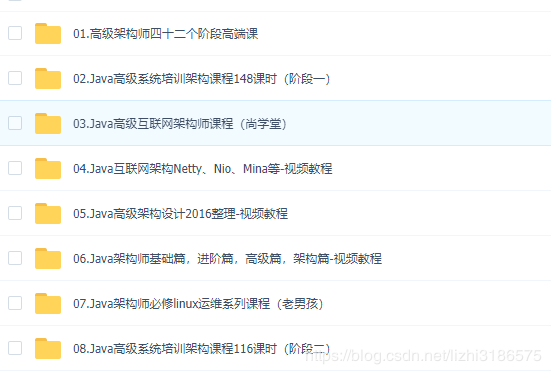 01.高级架构师四十二个阶段高端课
02.Java高级系统培训架构课程148课时（阶段一）
03.Java高级互联网架构师课程（尚学堂）
04.Java互联网架构Netty、Nio、Mina等-视频教程
05.Java高级架构设计2016整理-视频教程
06.Java架构师基础篇，进阶篇，高级篇，架构篇-视频教程
07.Java架构师必修linux运维系列课程（老男孩）
08.Java高级系统培训架构课程116课时（阶段二）
https://blog.csdn.net/lizhi3186575